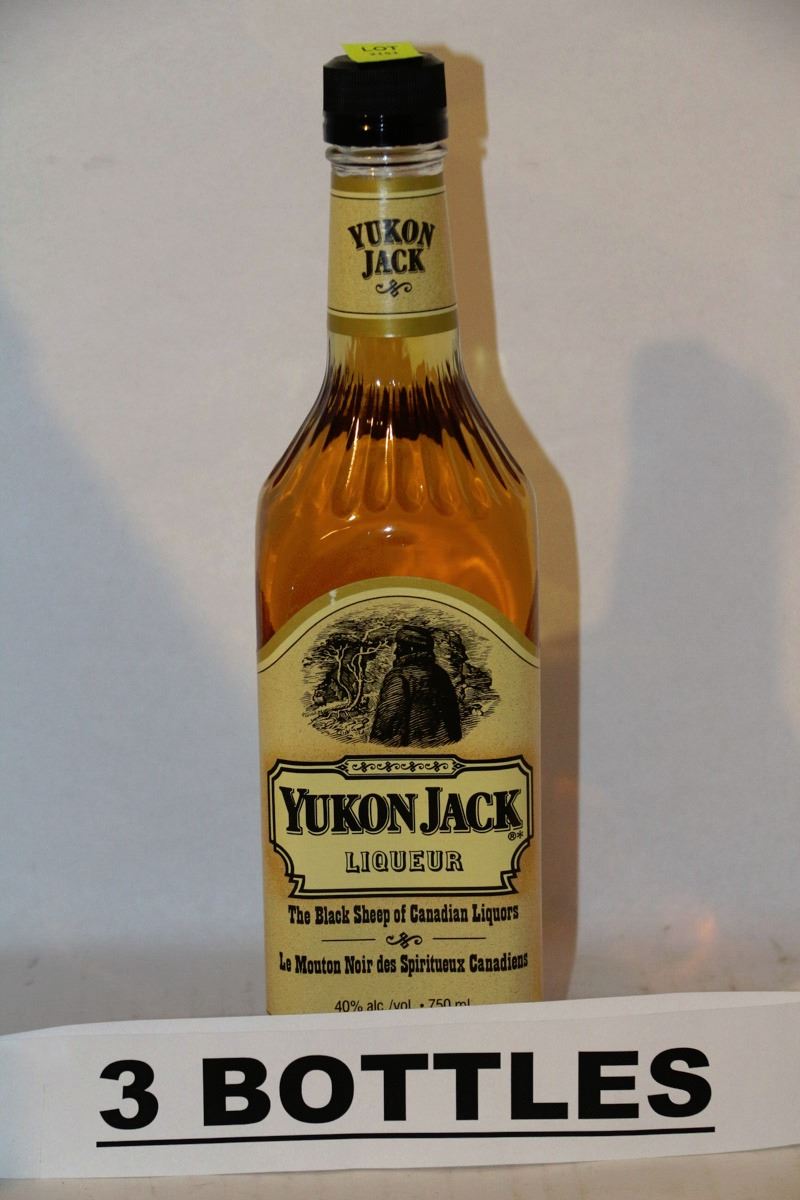 LOT
YUKON
JACK
YUKON JACK
®*
LIQUEUR
The Black Sheep of Canadian Liquors
Le Mouton Noir des Spiritueux Canadiens
40% alc./vol. • 750 ml
3 BOTTLES